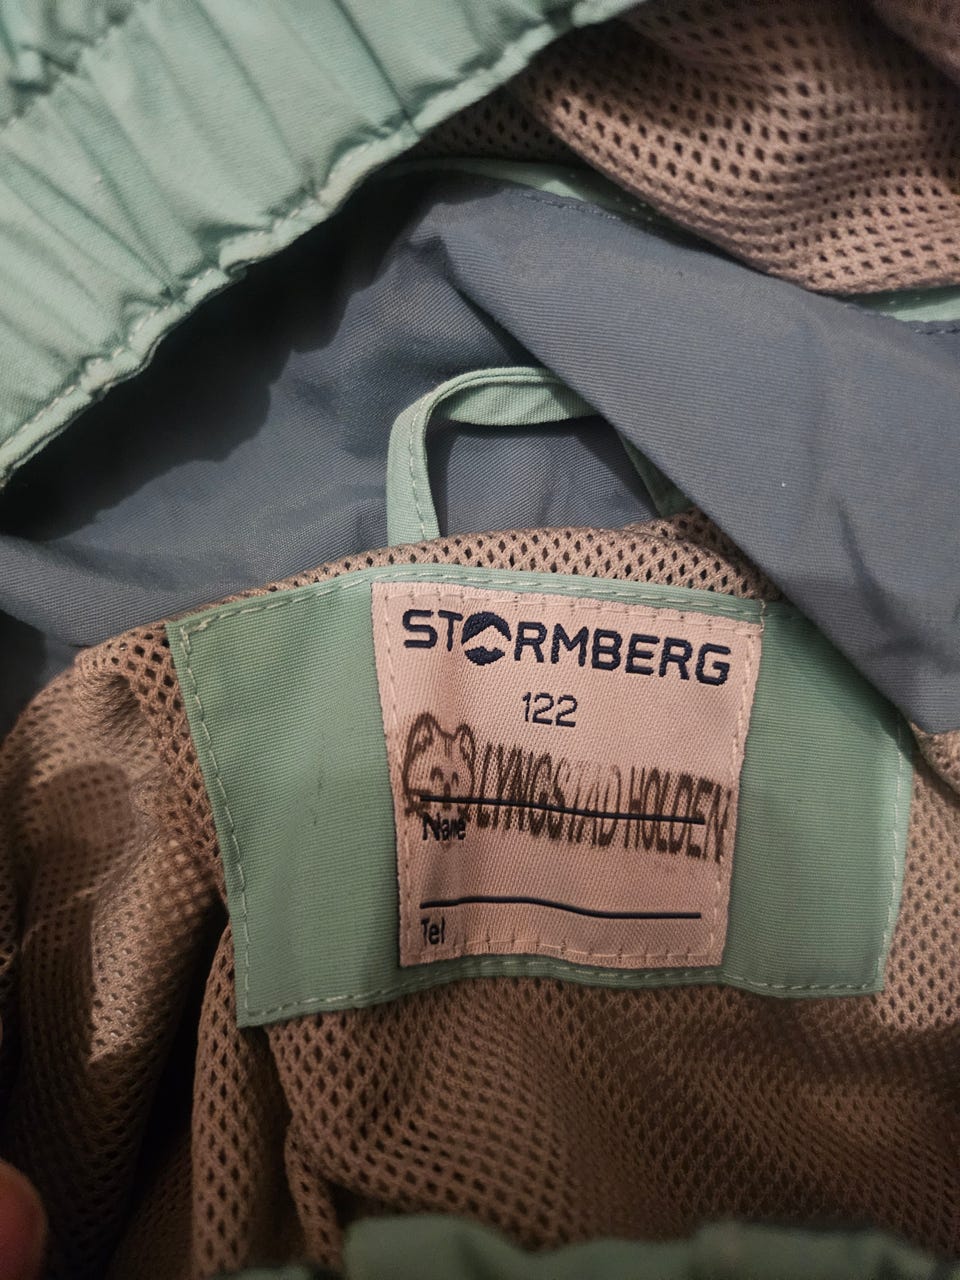 STORMBERG
122
LYNGSTAD HOLDEN
Name
Tel